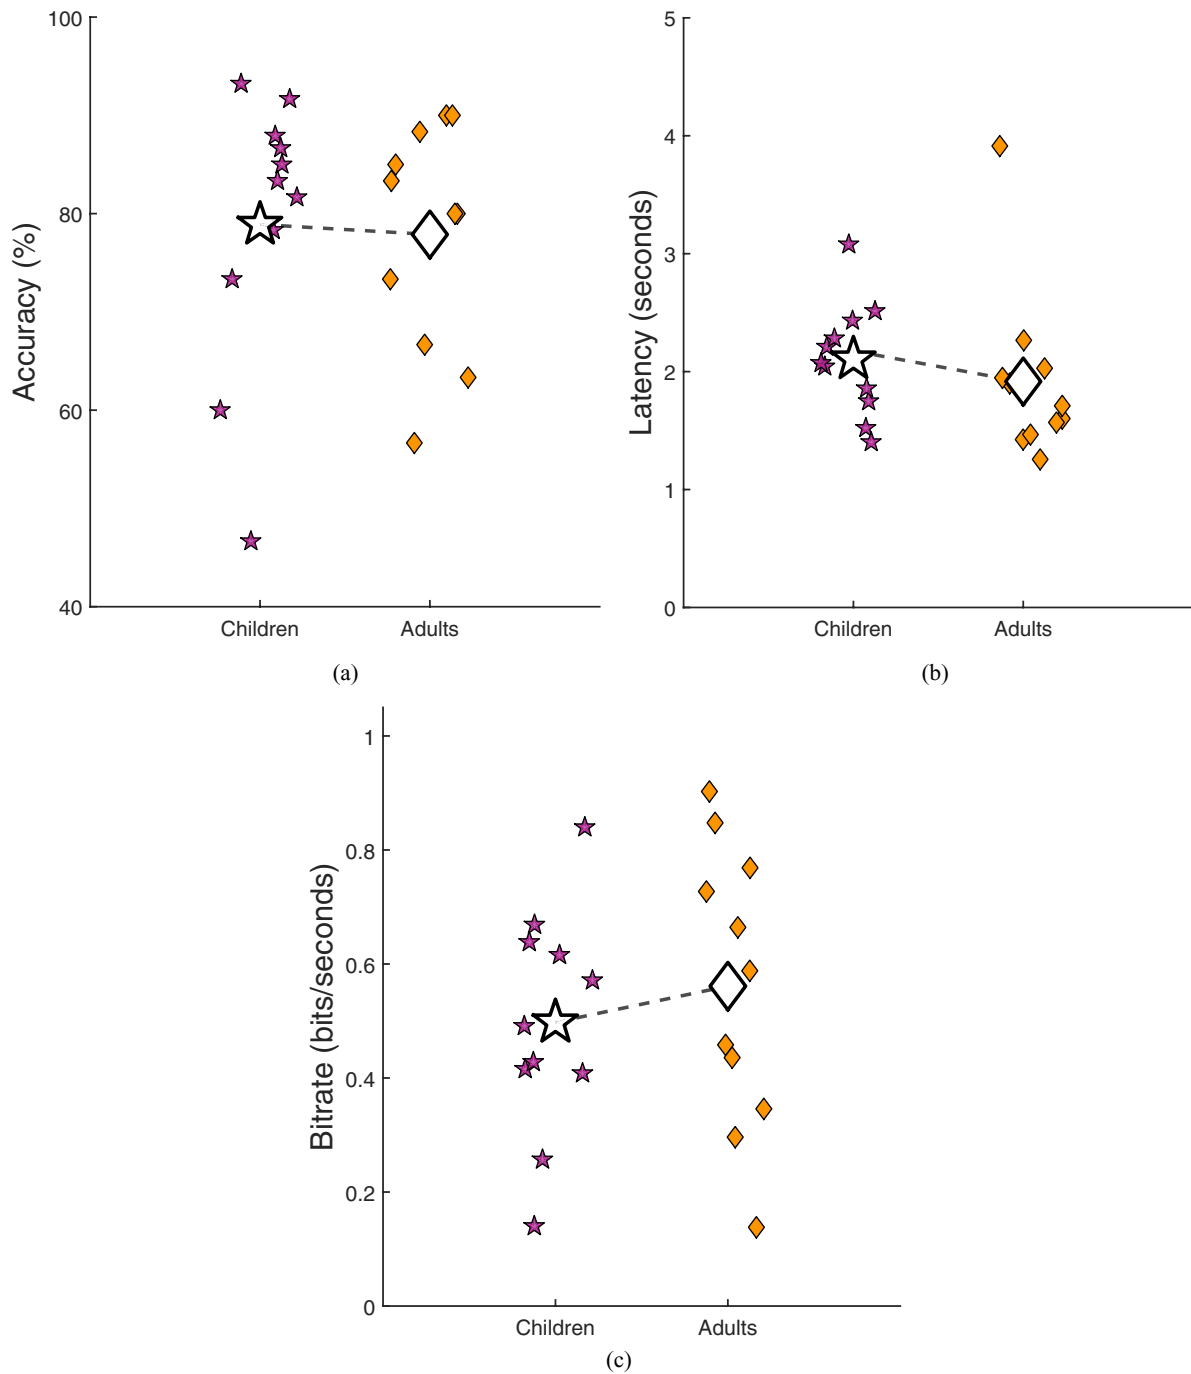 100
80
60
40
Accuracy (%)
Children
Adults
(a)
5
4
3
2
1
0
Latency (seconds)
Children
Adults
(b)
1
0.8
0.6
0.4
0.2
0
Bitrate (bits/seconds)
Children
Adults
(c)